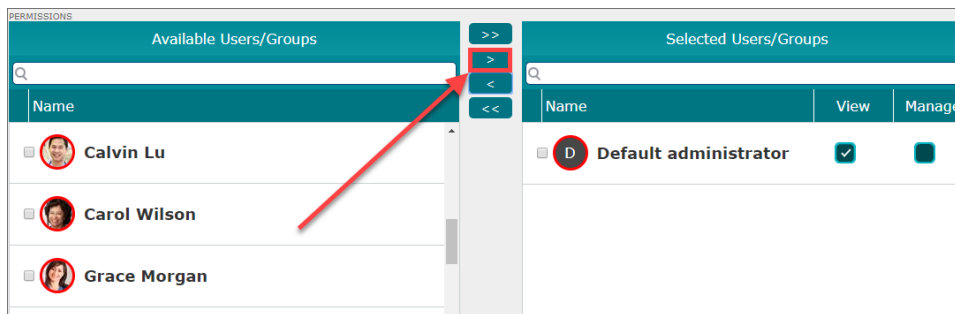 PERMISSIONS
Available Users/Groups
Name
Calvin Lu
Carol Wilson
Grace Morgan
>>
>
<
<<
Selected Users/Groups
Name View Manage
D Default administrator